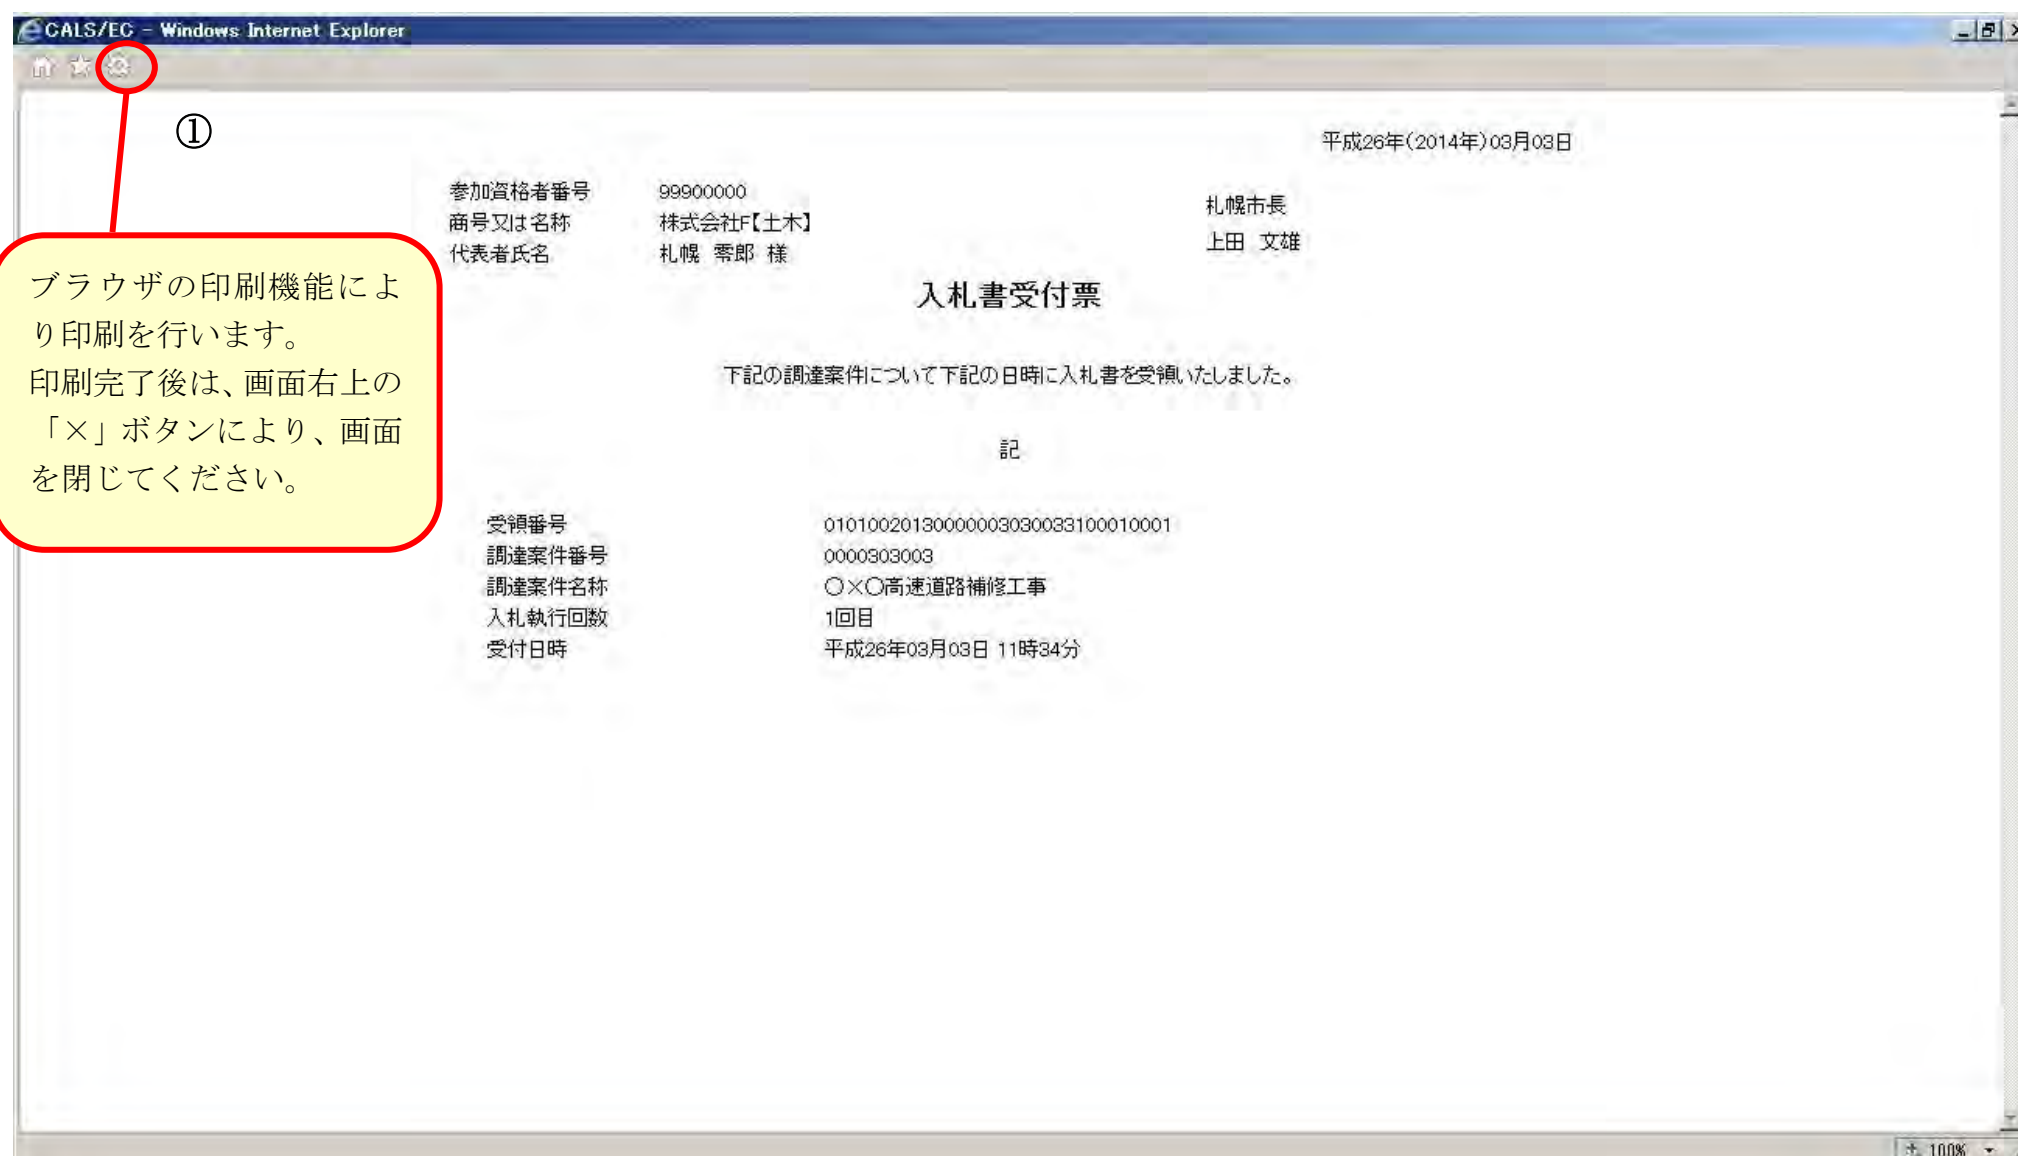 CALS/EC - Windows Internet Explorer
①
平成26年(2014年)03月03日
参加資格者番号 99900000
商号又は名称 株式会社F【土木】
代表者氏名 札幌 零郎 様
札幌市長
上田 文雄
ブラウザの印刷機能によ
り印刷を行います。
印刷完了後は、画面右上の
「×」ボタンにより、画面
を閉じてください。
入札書受付票
下記の調達案件について下記の日時に入札書を受領いたしました。
記
受領番号 01010020130000003030033100010001
調達案件番号 0000303003
調達案件名称 〇×〇高速道路補修工事
入札執行回数 1回目
受付日時 平成26年03月03日 11時34分
100%